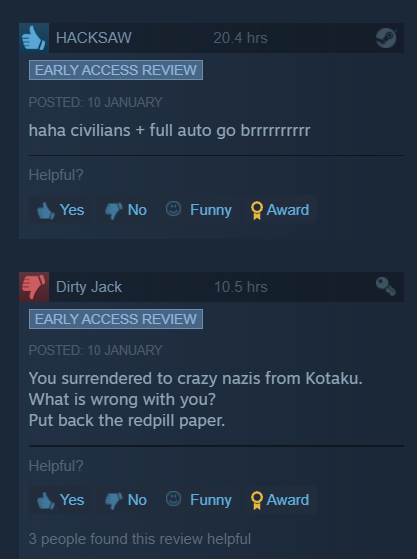 HACKSAW 20.4 hrs
EARLY ACCESS REVIEW
POSTED: 10 JANUARY
haha civilians + full auto go brrrrrrrrrr
Helpful?
Yes No Funny Award
Dirty Jack 10.5 hrs
EARLY ACCESS REVIEW
POSTED: 10 JANUARY
You surrendered to crazy nazis from Kotaku.
What is wrong with you?
Put back the redpill paper.
Helpful?
Yes No Funny Award
3 people found this review helpful